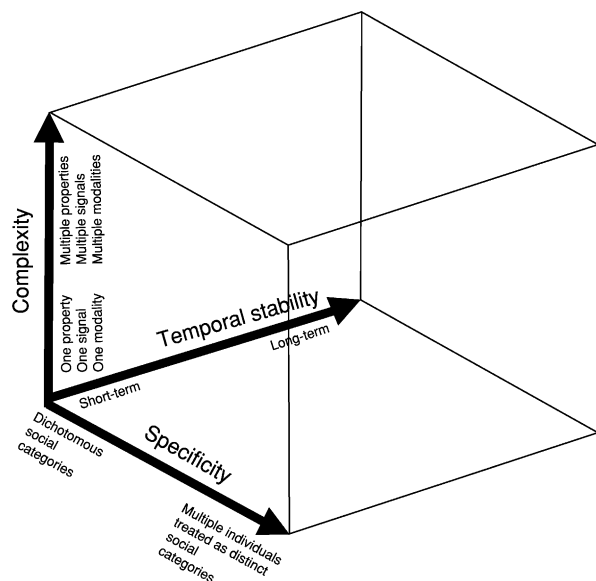 Complexity
Multiple properties
Multiple signals
Multiple modalities
One property
One signal
One modality
Temporal stability
Short-term
Long-term
Specificity
Dichotomous
social
categories
Multiple individuals
treated as distinct
social
categories